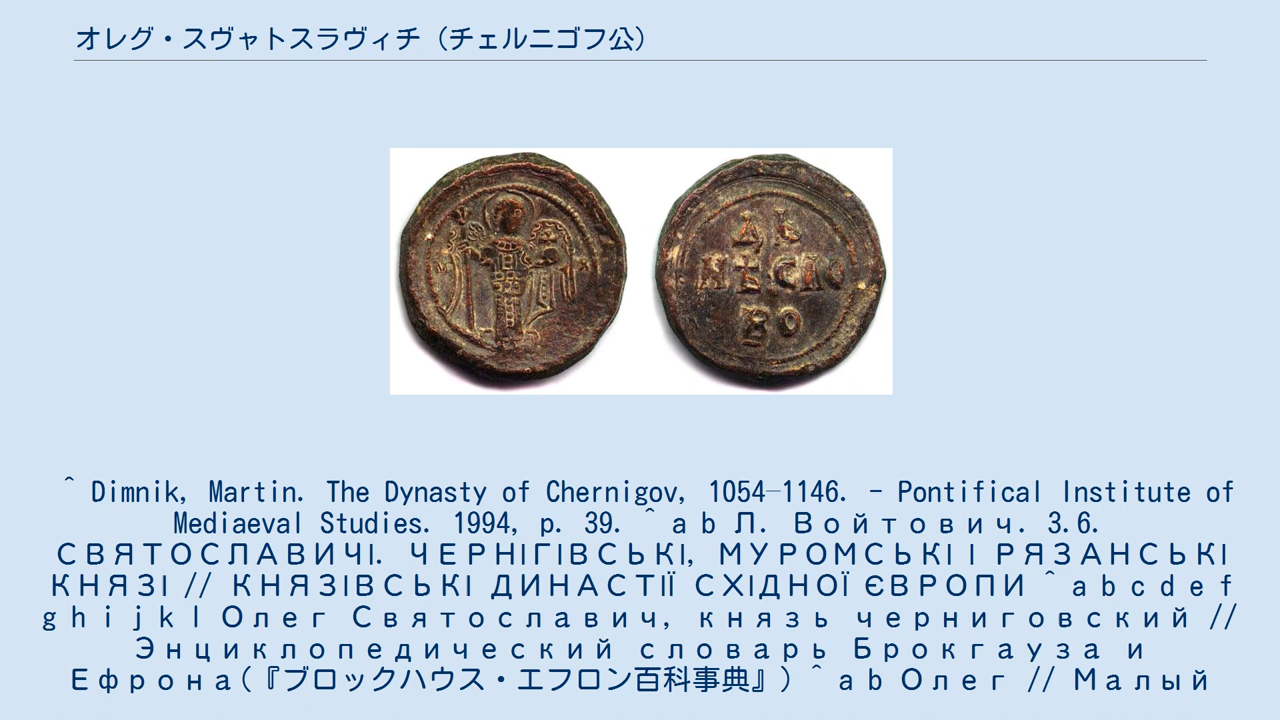 オレグ・スヴャトスラヴィチ（チェルニゴフ公）
ДЬ
NѢСЛО
ВО
^ Dimnik, Martin. The Dynasty of Chernigov, 1054–1146. – Pontifical Institute of
Mediaeval Studies. 1994, p. 39. ^ a b Л. Войтович. 3.6.
СВЯТОСЛАВИЧІ. ЧЕРНІГІВСЬКІ, МУРОМСЬКІ І РЯЗАНСЬКІ
КНЯЗІ // КНЯЗІВСЬКІ ДИНАСТІЇ СХІДНОЇ ЄВРОПИ ^ a b c d e f
g h i j k l Олег Святославич, князь черниговский //
Энциклопедический словарь Брокгауза и
Ефрона(『ブロックハウス・エフロン百科事典』) ^ a b Олег // Малый